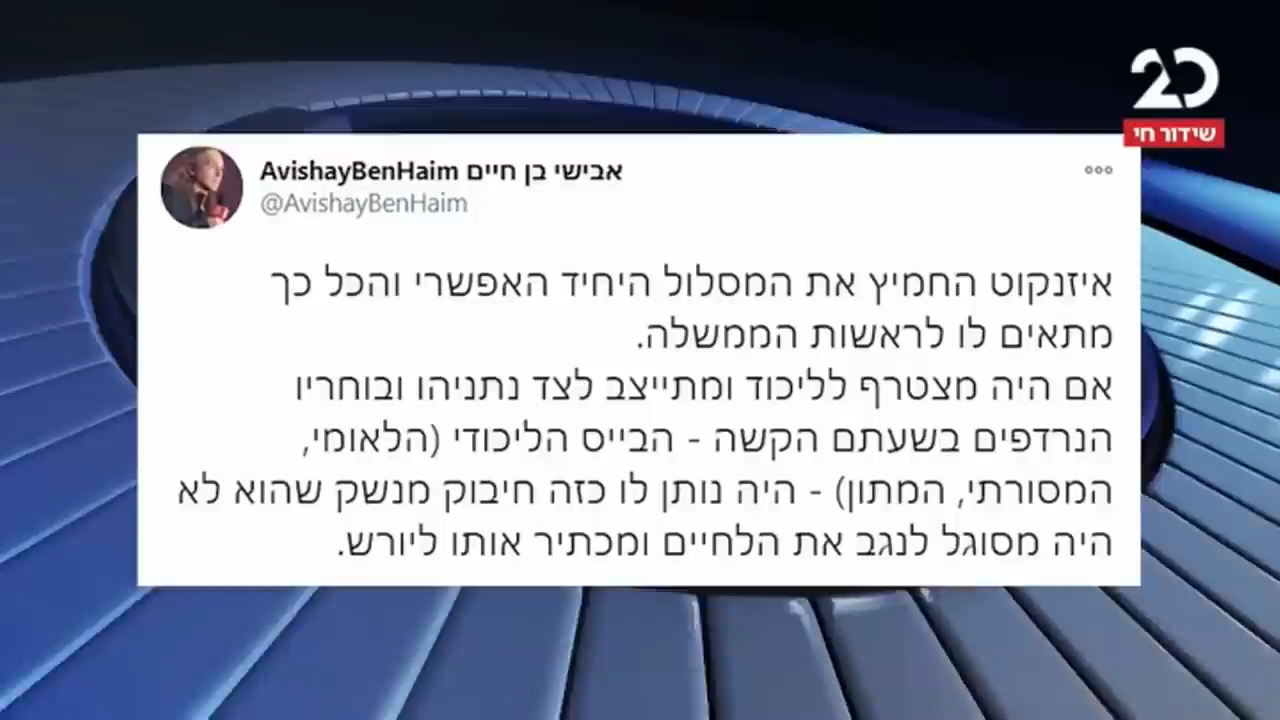 20
שידור חי
AvishayBenHaim אבישי בן חיים
@AvishayBenHaim
איזנקוט החמיץ את המסלול היחיד האפשרי והכל כך
מתאים לו לראשות הממשלה.
אם היה מצטרף לליכוד ומתייצב לצד נתניהו ובוחריו
הנרדפים בשעתם הקשה - הבייס הליכודי (הלאומי,
המסורתי, המתון) - היה נותן לו כזה חיבוק מנשק שהוא לא
היה מסוגל לנגב את הלחיים ומכתיר אותו ליורש.